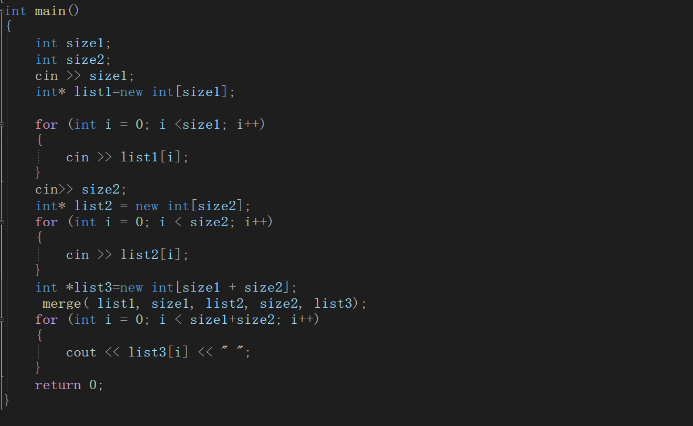 int main()
{
int size1;
int size2;
cin >> size1;
int* list1=new int[size1];
for (int i = 0; i <size1; i++)
{
cin >> list1[i];
}
cin>> size2;
int* list2 = new int[size2];
for (int i = 0; i < size2; i++)
{
cin >> list2[i];
}
int *list3=new int[size1 + size2];
merge( list1, size1, list2, size2, list3);
for (int i = 0; i < size1+size2; i++)
{
cout << list3[i] << " ";
}
return 0;
}